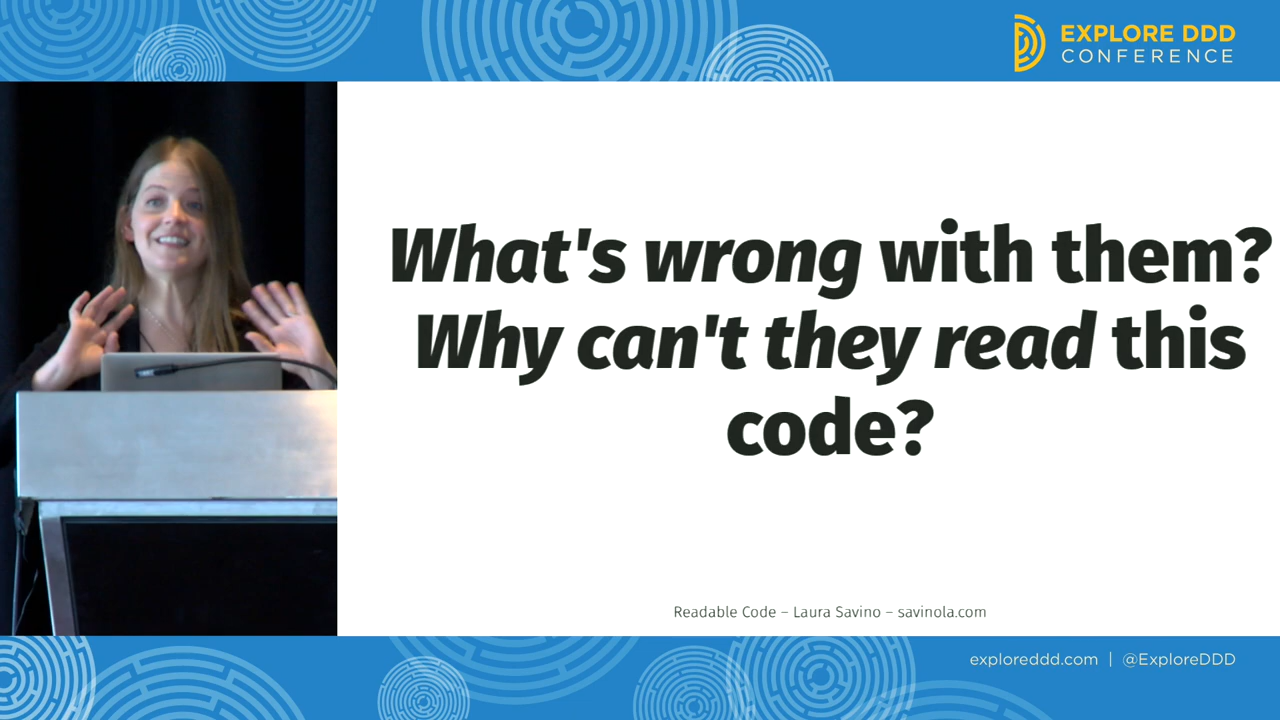 EXPLORE DDD
CONFERENCE
What's wrong with them?
Why can't they read this
code?
Readable Code – Laura Savino – savinola.com
exploreddd.com | @ExploreDDD